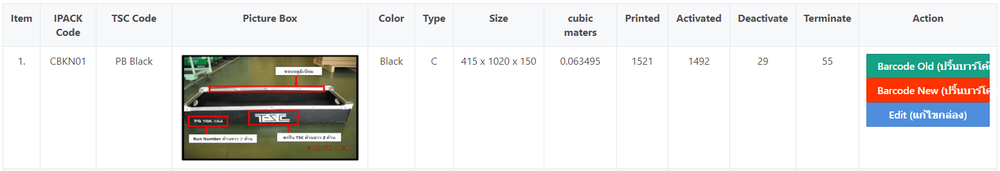 Item IPACK Code TSC Code Picture Box Color Type Size cubic maters Printed Activated Deactivate Terminate Action
1. CBKN01 PB Black Black C 415 x 1020 x 150 0.063495 1521 1492 29 55
ขอบอลูมิเนียม
PB 10K 064
Run Number ด้านยาว 2 ด้าน
สกรีน TSC ด้านยาว 2 ด้าน
Barcode Old (ปริ้นบาร์โค้
Barcode New (ปริ้นบาร์โค
Edit (แก้ไขกล่อง)